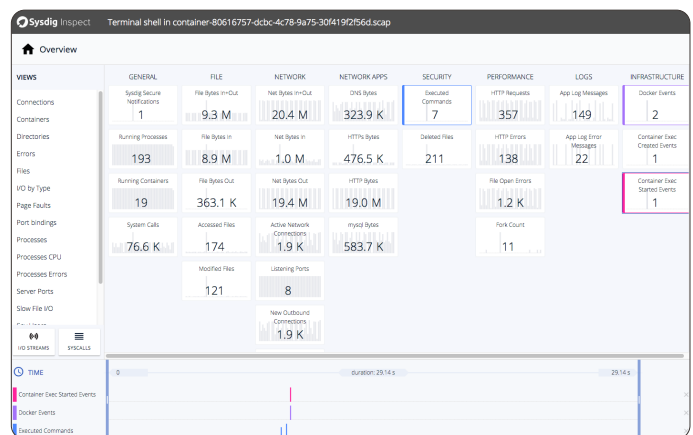 Sysdig Inspect
Terminal shell in container-80616757-dcbc-4c78-9a75-30f419f2f56d.scap
Overview
VIEWS
Connections
Containers
Directories
Errors
Files
I/O by Type
Page Faults
Port bindings
Processes
Processes CPU
Processes Errors
Server Ports
Slow File I/O
I/O STREAMS
SYSCALLS
GENERAL
Sysdig Secure
Notifications
1
Running Processes
193
Running Containers
19
System Calls
76.6 K
FILE
File Bytes In+Out
9.3 M
File Bytes In
8.9 M
File Bytes Out
363.1 K
Accessed Files
174
Modified Files
121
NETWORK
Net Bytes In+Out
20.4 M
Net Bytes In
1.0 M
Net Bytes Out
19.4 M
Active Network
Connections
1.9 K
Listening Ports
8
New Outbound
Connections
1.9 K
NETWORK APPS
DNS Bytes
323.9 K
HTTPs Bytes
476.5 K
HTTP Bytes
19.0 M
mysql Bytes
583.7 K
SECURITY
Executed
Commands
7
Deleted Files
211
PERFORMANCE
HTTP Requests
357
HTTP Errors
138
File Open Errors
1.2 K
Fork Count
11
LOGS
App Log Messages
149
App Log Error
Messages
22
INFRASTRUCTURE
Docker Events
2
Container Exec
Created Events
1
Container Exec
Started Events
1
TIME
0
duration: 29.14 s
29.14 s
Container Exec Started Events
Docker Events
Executed Commands